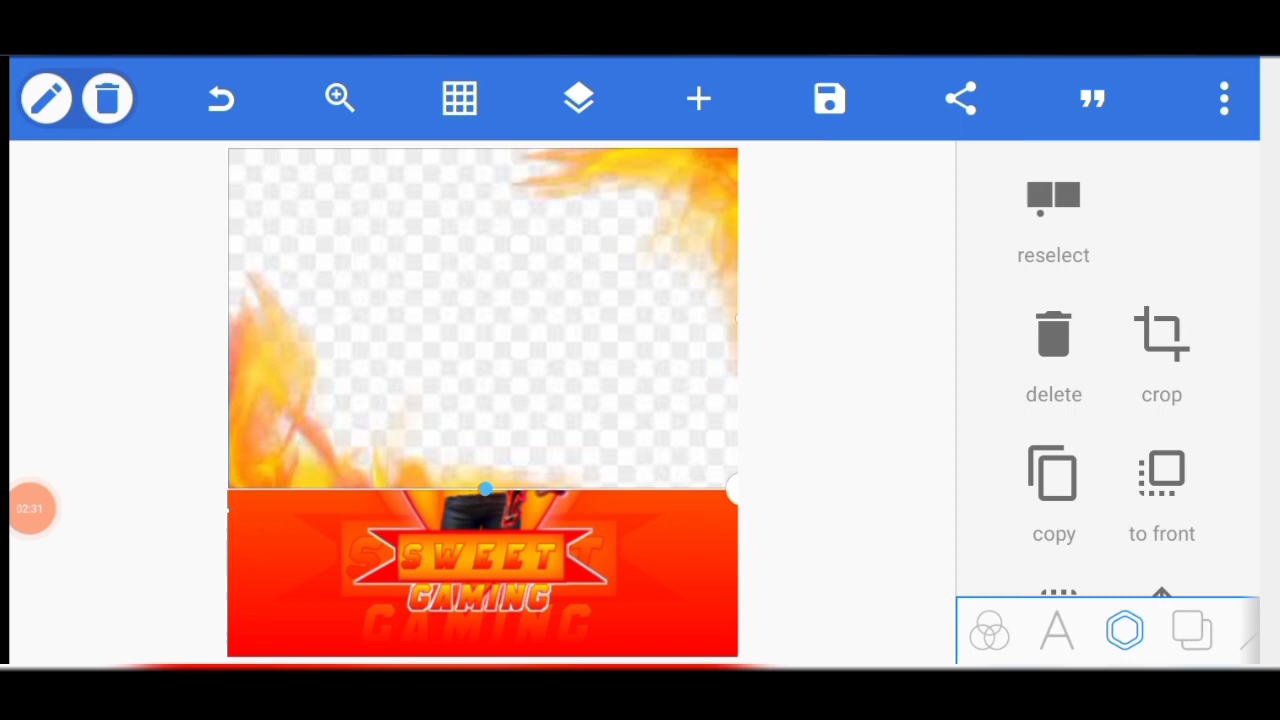 reselect
delete
crop
copy
to front
02:31
SWEET
GAMING
GAMING